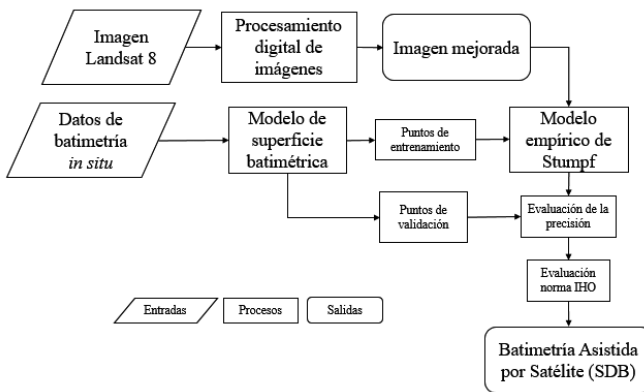 Imagen
Landsat 8
Procesamiento
digital de
imágenes
Imagen mejorada
Datos de
batimetría
in situ
Modelo de
superficie
batimétrica
Puntos de
entrenamiento
Modelo
empírico de
Stumpf
Puntos de
validación
Evaluación de la
precisión
Evaluación
norma IHO
Entradas
Procesos
Salidas
Batimetría Asistida
por Satélite (SDB)